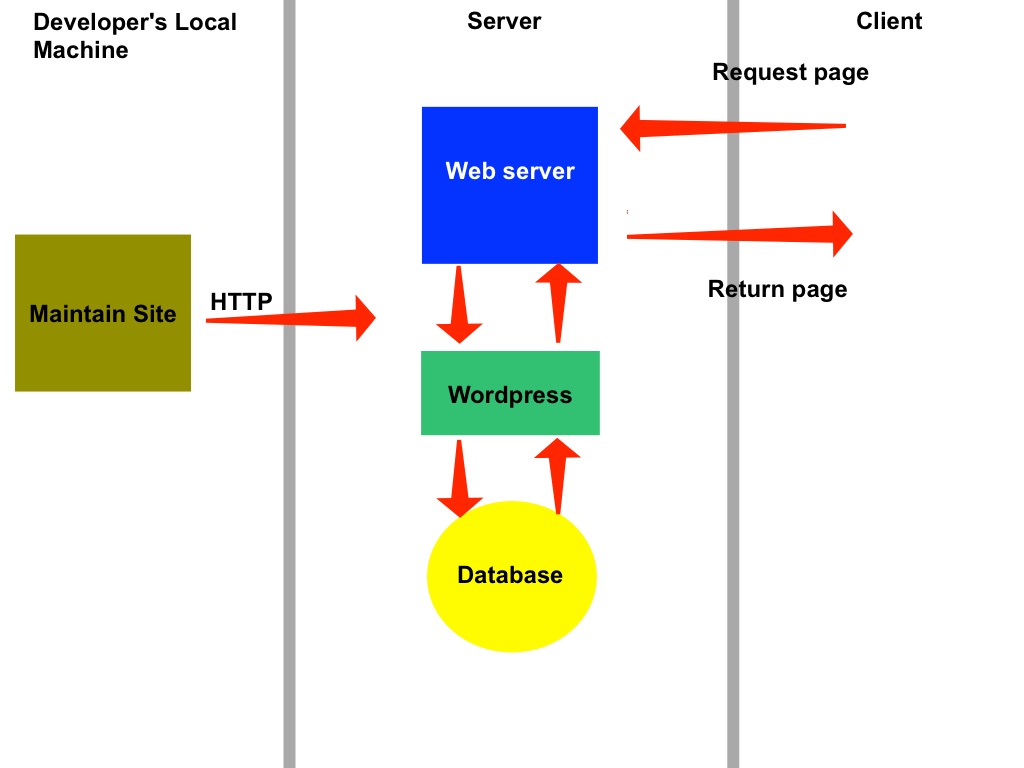 Developer's Local
Machine
Server
Client
Request page
Web server
Return page
HTTP
Maintain Site
Wordpress
Database